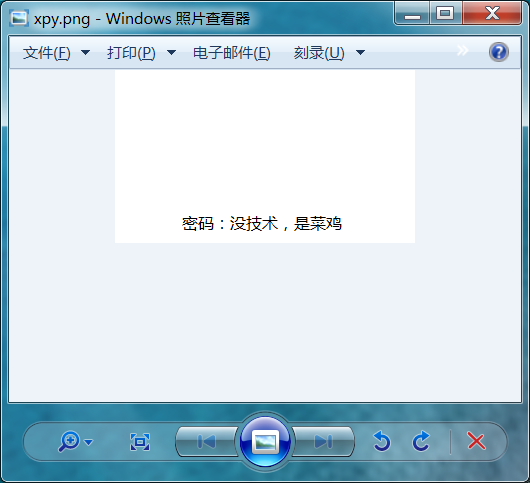 xpy.png - Windows 照片查看器
文件(F) 打印(P) 电子邮件(E) 刻录(U) »
密码：没技术，是菜鸡